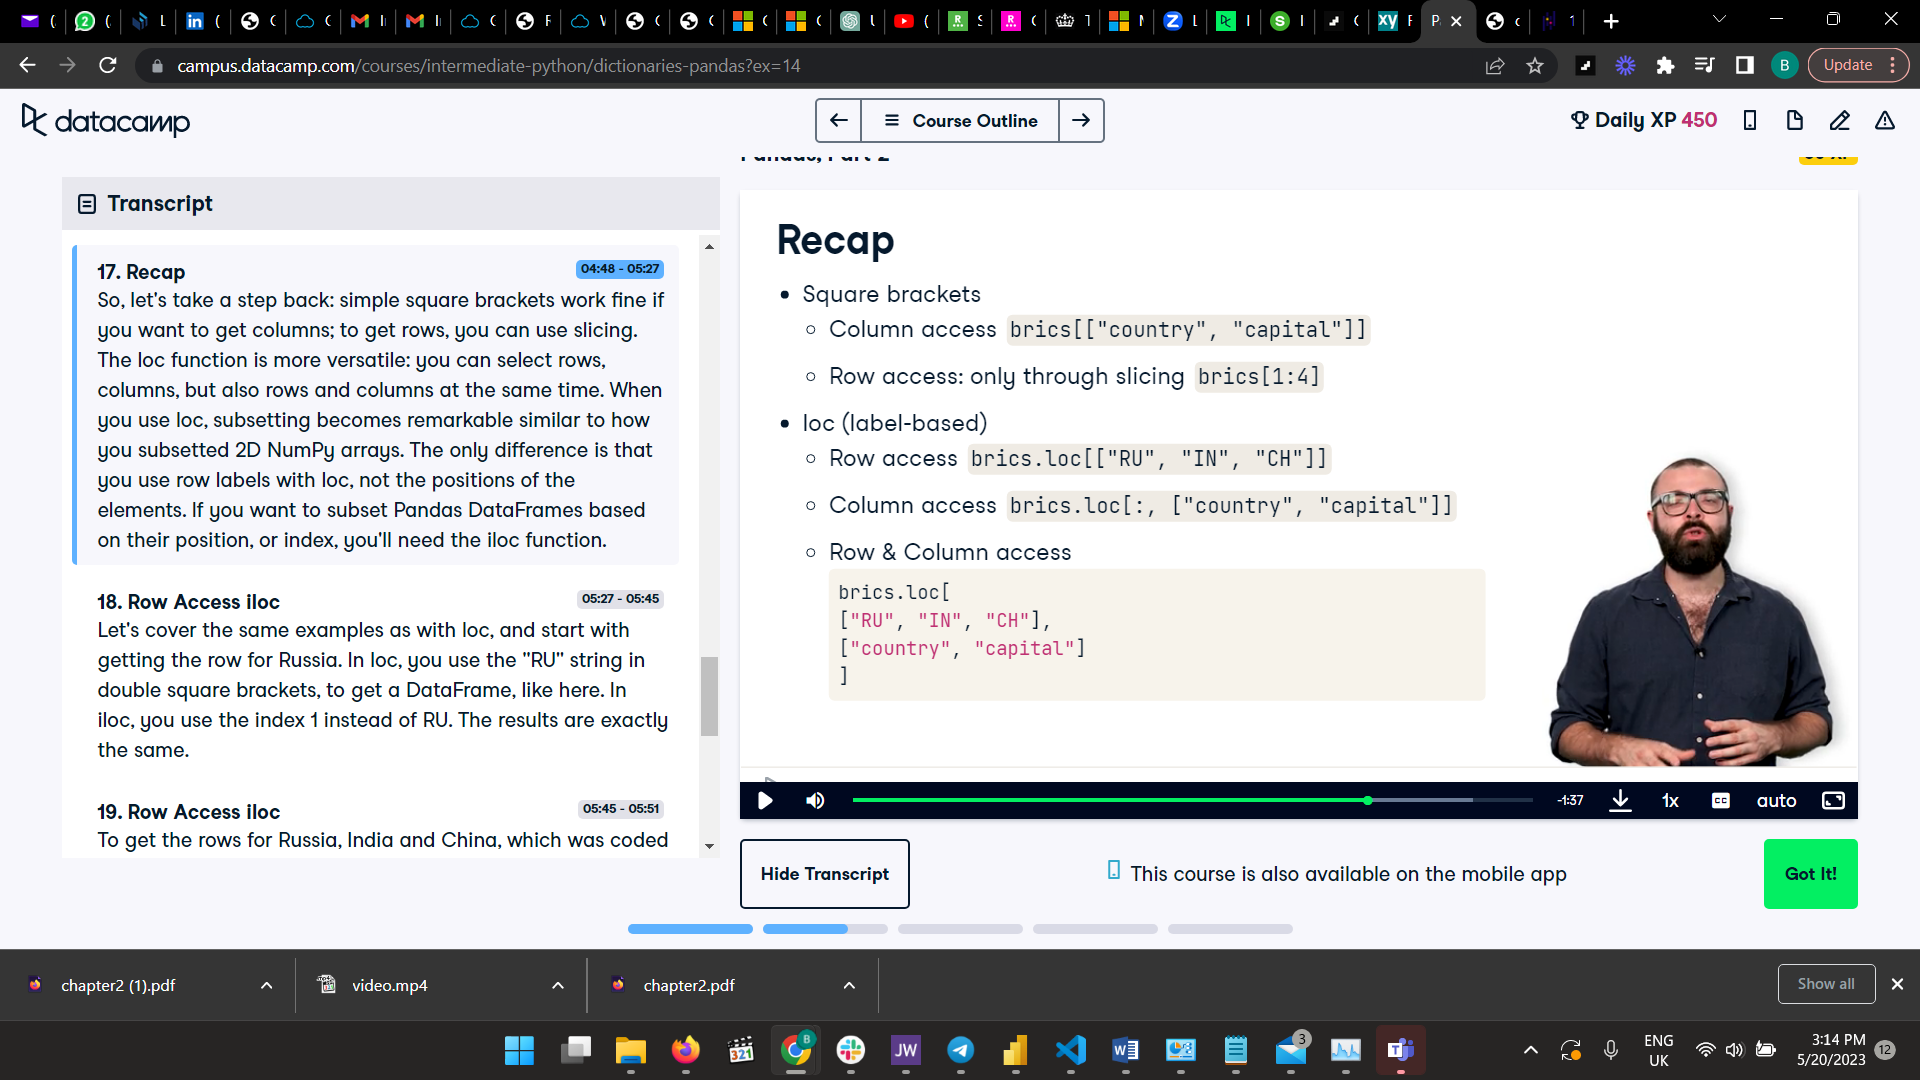 campus.datacamp.com/courses/intermediate-python/dictionaries-pandas?ex=14
Update
datacamp
Course Outline
Daily XP 450
Pandas, Part 2
Transcript
17. Recap
04:48 - 05:27
So, let's take a step back: simple square brackets work fine if
you want to get columns; to get rows, you can use slicing.
The loc function is more versatile: you can select rows,
columns, but also rows and columns at the same time. When
you use loc, subsetting becomes remarkable similar to how
you subsetted 2D NumPy arrays. The only difference is that
you use row labels with loc, not the positions of the
elements. If you want to subset Pandas DataFrames based
on their position, or index, you'll need the iloc function.
18. Row Access iloc
05:27 - 05:45
Let's cover the same examples as with loc, and start with
getting the row for Russia. In loc, you use the "RU" string in
double square brackets, to get a DataFrame, like here. In
iloc, you use the index 1 instead of RU. The results are exactly
the same.
19. Row Access iloc
05:45 - 05:51
To get the rows for Russia, India and China, which was coded
Recap
Square brackets
Column access brics[["country", "capital"]]
Row access: only through slicing brics[1:4]
loc (label-based)
Row access brics.loc[["RU", "IN", "CH"]]
Column access brics.loc[:, ["country", "capital"]]
Row & Column access
brics.loc[
["RU", "IN", "CH"],
["country", "capital"]
]
-1:37
1x
CC
auto
Hide Transcript
This course is also available on the mobile app
Got It!
chapter2 (1).pdf
video.mp4
chapter2.pdf
Show all
321
B
JW
3
ENG
UK
3:14 PM
5/20/2023
12